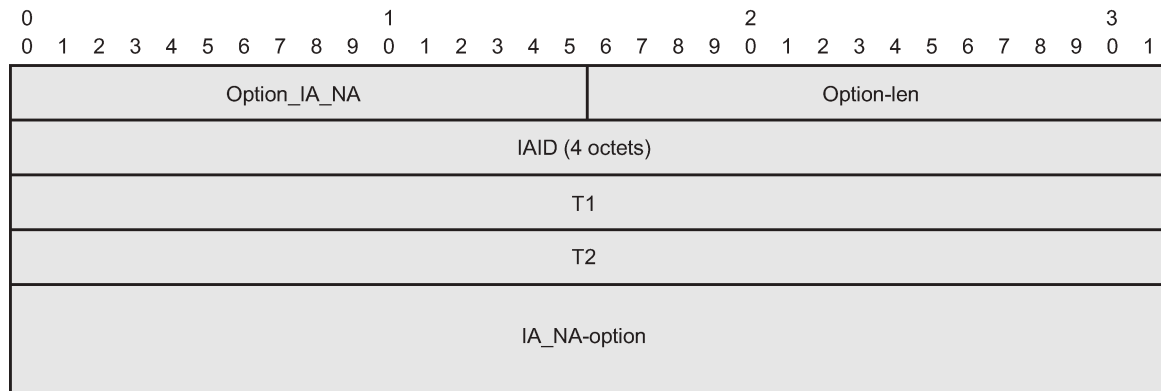 0 1 2 3
0 1 2 3 4 5 6 7 8 9 0 1 2 3 4 5 6 7 8 9 0 1 2 3 4 5 6 7 8 9 0 1
Option_IA_NA Option-len
IAID (4 octets)
T1
T2
IA_NA-option